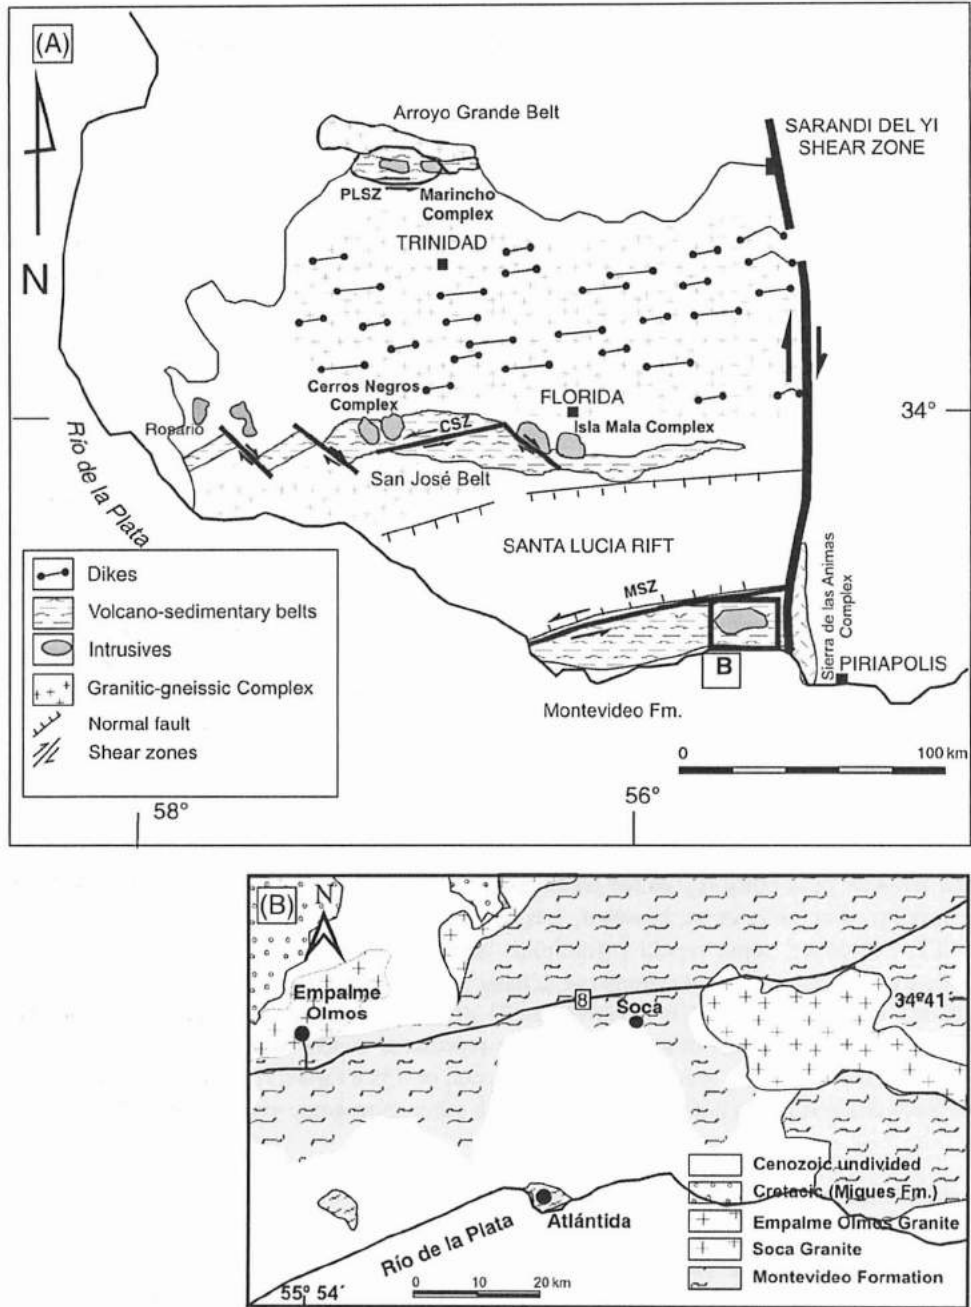 (A)
Arroyo Grande Belt
SARANDI DEL YI
SHEAR ZONE
PLSZ
Marincho
Complex
TRINIDAD
N
Cerros Negros
Complex
FLORIDA
34°
Rosario
CSZ
Isla Mala Complex
San José Belt
Río de la Plata
SANTA LUCIA RIFT
Dikes
Volcano-sedimentary belts
Intrusives
Granitic-gneissic Complex
Normal fault
Shear zones
MSZ
Sierra de las Animas
Complex
B
PIRIAPOLIS
Montevideo Fm.
0
100 km
58°
56°
(B)
N
Empalme
Olmos
8
Soca
34º41´
Cenozoic undivided
Cretacic (Migues Fm.)
Empalme Olmos Granite
Soca Granite
Montevideo Formation
Atlántida
Río de la Plata
55º 54´
0
10
20 km